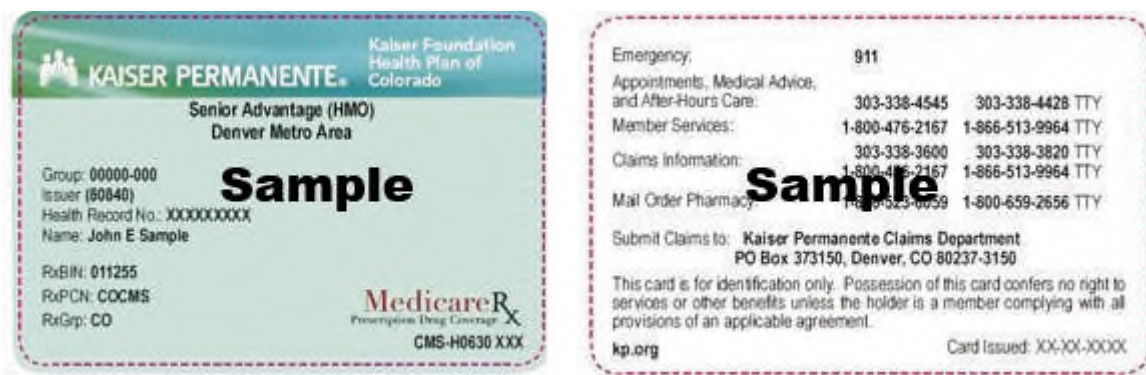 KAISER PERMANENTE®
Kaiser Foundation
Health Plan of
Colorado
Senior Advantage (HMO)
Denver Metro Area
Group: 00000-000
Issuer (80840)
Health Record No.: XXXXXXXXX
Name: John E Sample
Sample
RxBIN: 011255
RxPCN: COCMS
RxGrp: CO
MedicareRx
Prescription Drug Coverage
CMS-H0630 XXX
Emergency: 911
Appointments, Medical Advice,
and After-Hours Care: 303-338-4545 303-338-4428 TTY
Member Services: 1-800-476-2167 1-866-513-9964 TTY
Claims Information: 303-338-3600 303-338-3820 TTY
1-800-476-2167 1-866-513-9964 TTY
Sample
Mail Order Pharmacy: 1-800-659-2656 TTY
Submit Claims to: Kaiser Permanente Claims Department
PO Box 373150, Denver, CO 80237-3150
This card is for identification only. Possession of this card confers no right to
services or other benefits unless the holder is a member complying with all
provisions of an applicable agreement.
kp.org Card Issued: XX-XX-XXXX